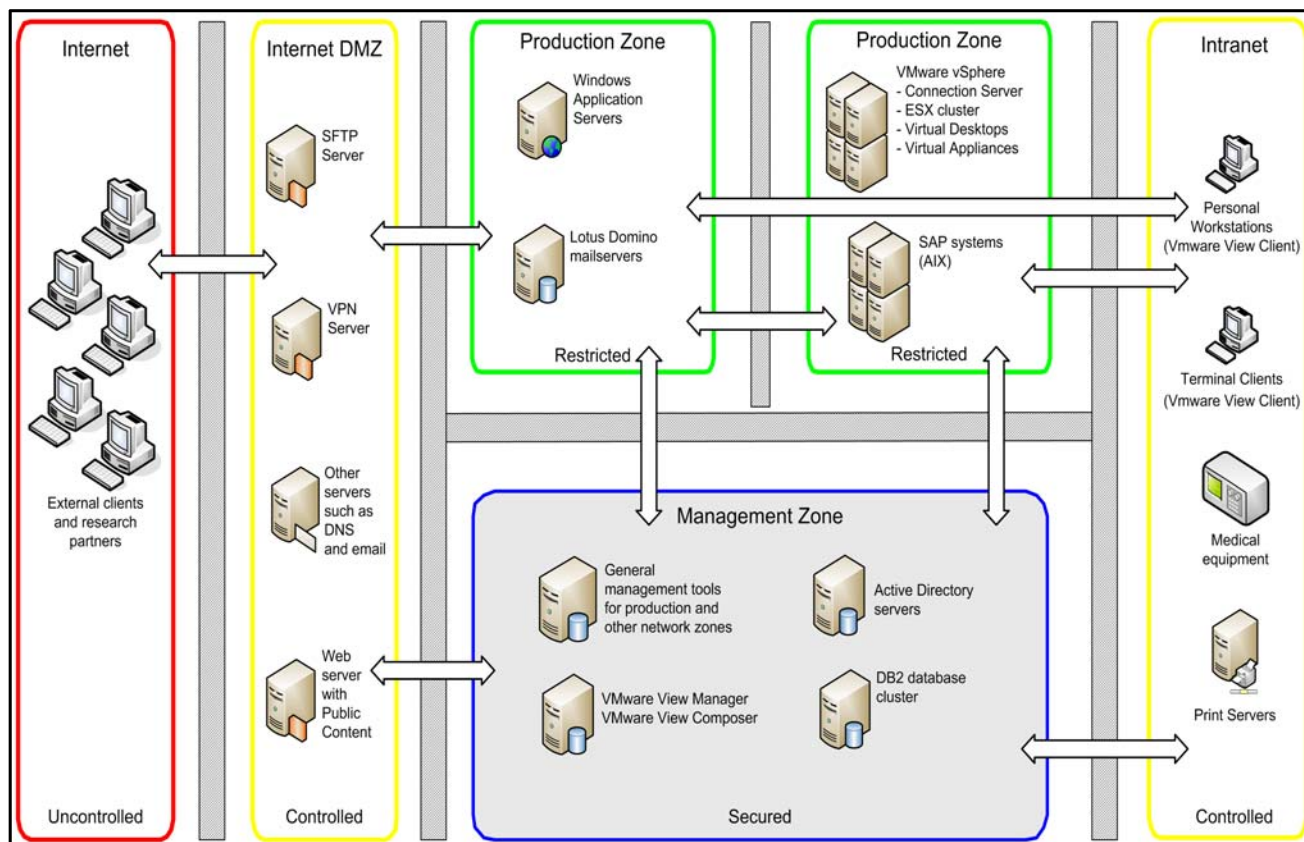 Internet
External clients
and research
partners
Uncontrolled
Internet DMZ
SFTP
Server
VPN
Server
Other
servers
such as
DNS
and email
Web
server
with
Public
Content
Controlled
Production Zone
Windows
Application
Servers
Lotus Domino
mailservers
Restricted
Production Zone
VMware vSphere
- Connection Server
- ESX cluster
- Virtual Desktops
- Virtual Appliances
SAP systems
(AIX)
Restricted
Management Zone
General
management tools
for production and
other network zones
Active Directory
servers
VMware View Manager
VMware View Composer
DB2 database
cluster
Secured
Intranet
Personal
Workstations
(Vmware View Client)
Terminal Clients
(Vmware View Client)
Medical
equipment
Print Servers
Controlled